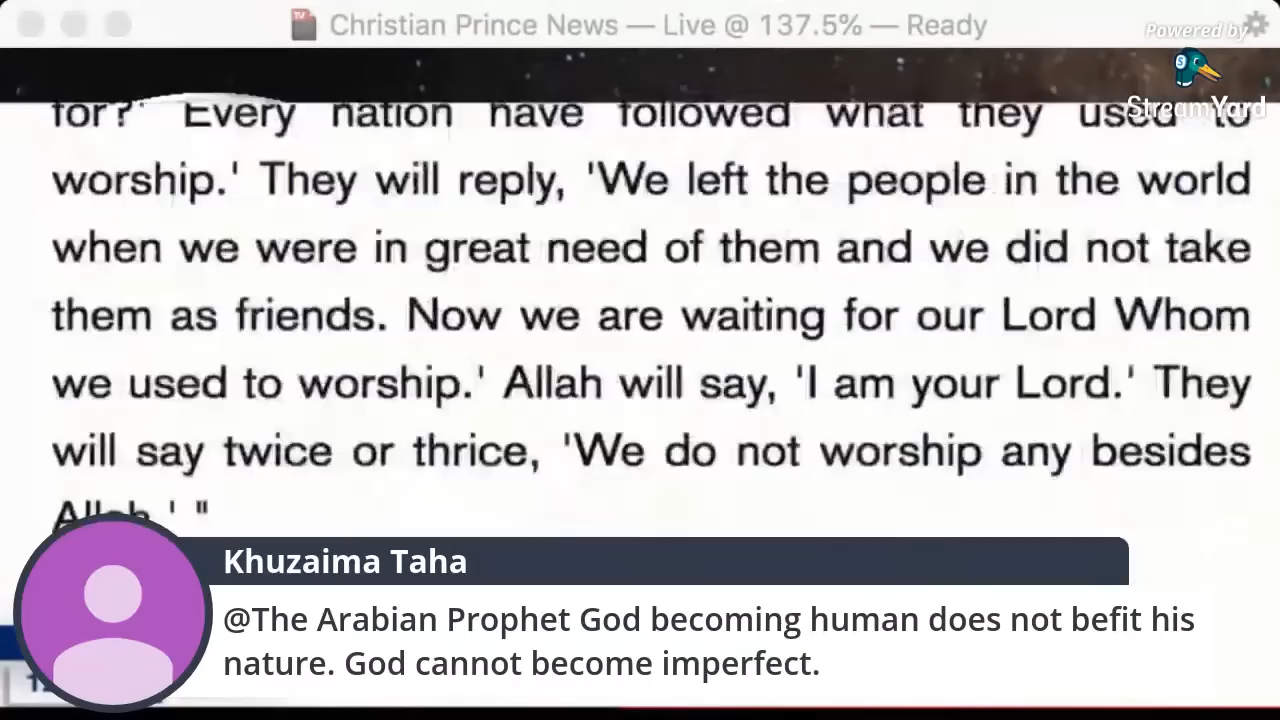 Christian Prince News — Live @ 137.5% — Ready
Powered by
StreamYard
for?' Every nation have followed what they used to
worship.' They will reply, 'We left the people in the world
when we were in great need of them and we did not take
them as friends. Now we are waiting for our Lord Whom
we used to worship.' Allah will say, 'I am your Lord.' They
will say twice or thrice, 'We do not worship any besides
Allah.' "
Khuzaima Taha
@The Arabian Prophet God becoming human does not befit his
nature. God cannot become imperfect.